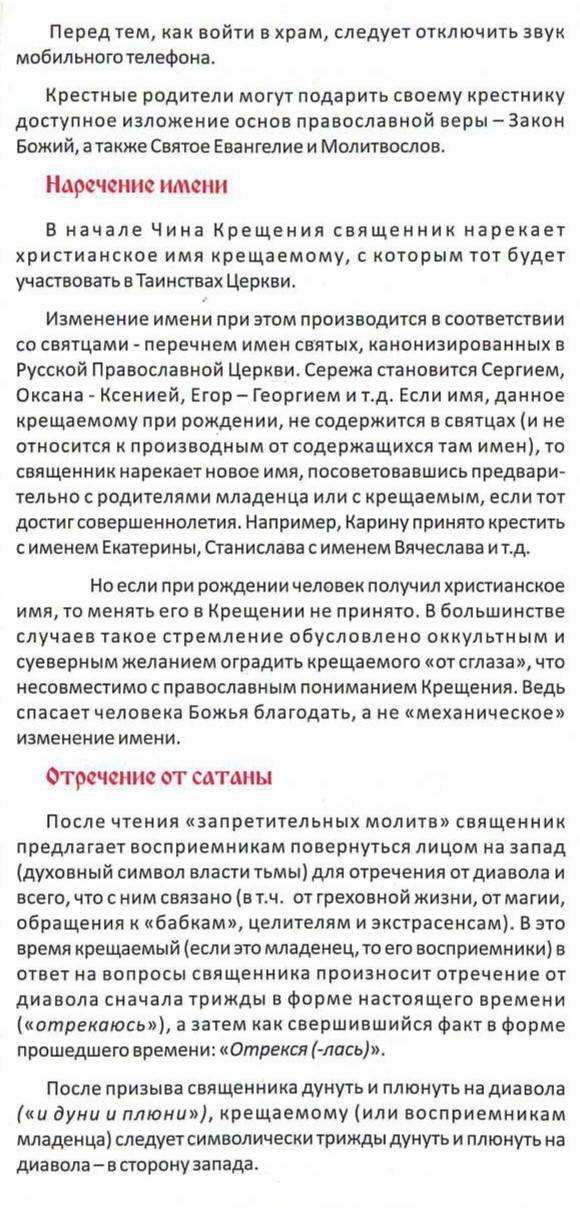 Перед тем, как войти в храм, следует отключить звук
мобильного телефона.
Крестные родители могут подарить своему крестнику
доступное изложение основ православной веры – Закон
Божий, а также Святое Евангелие и Молитвослов.
Наречение имени
В начале Чина Крещения священник нарекает
христианское имя крещаемому, с которым тот будет
участвовать в Таинствах Церкви.
Изменение имени при этом производится в соответствии
со святцами - перечнем имен святых, канонизированных в
Русской Православной Церкви. Сережа становится Сергием,
Оксана - Ксенией, Егор – Георгием и т.д. Если имя, данное
крещаемому при рождении, не содержится в святцах (и не
относится к производным от содержащихся там имен), то
священник нарекает новое имя, посоветовавшись предвари-
тельно с родителями младенца или с крещаемым, если тот
достиг совершеннолетия. Например, Карину принято крестить
с именем Екатерины, Станислава с именем Вячеслава и т.д.
Но если при рождении человек получил христианское
имя, то менять его в Крещении не принято. В большинстве
случаев такое стремление обусловлено оккультным и
суеверным желанием оградить крещаемого «от сглаза», что
несовместимо с православным пониманием Крещения. Ведь
спасает человека Божья благодать, а не «механическое»
изменение имени.
Отречение от сатаны
После чтения «запретительных молитв» священник
предлагает восприемникам повернуться лицом на запад
(духовный символ власти тьмы) для отречения от диавола и
всего, что с ним связано (в т.ч. от греховной жизни, от магии,
обращения к «бабкам», целителям и экстрасенсам). В это
время крещаемый (если это младенец, то его восприемники) в
ответ на вопросы священника произносит отречение от
диавола сначала трижды в форме настоящего времени
(«отрекаюсь»), а затем как свершившийся факт в форме
прошедшего времени: «Отрекся (-лась)».
После призыва священника дунуть и плюнуть на диавола
(«и дуни и плюни»), крещаемому (или восприемникам
младенца) следует символически трижды дунуть и плюнуть на
диавола – в сторону запада.